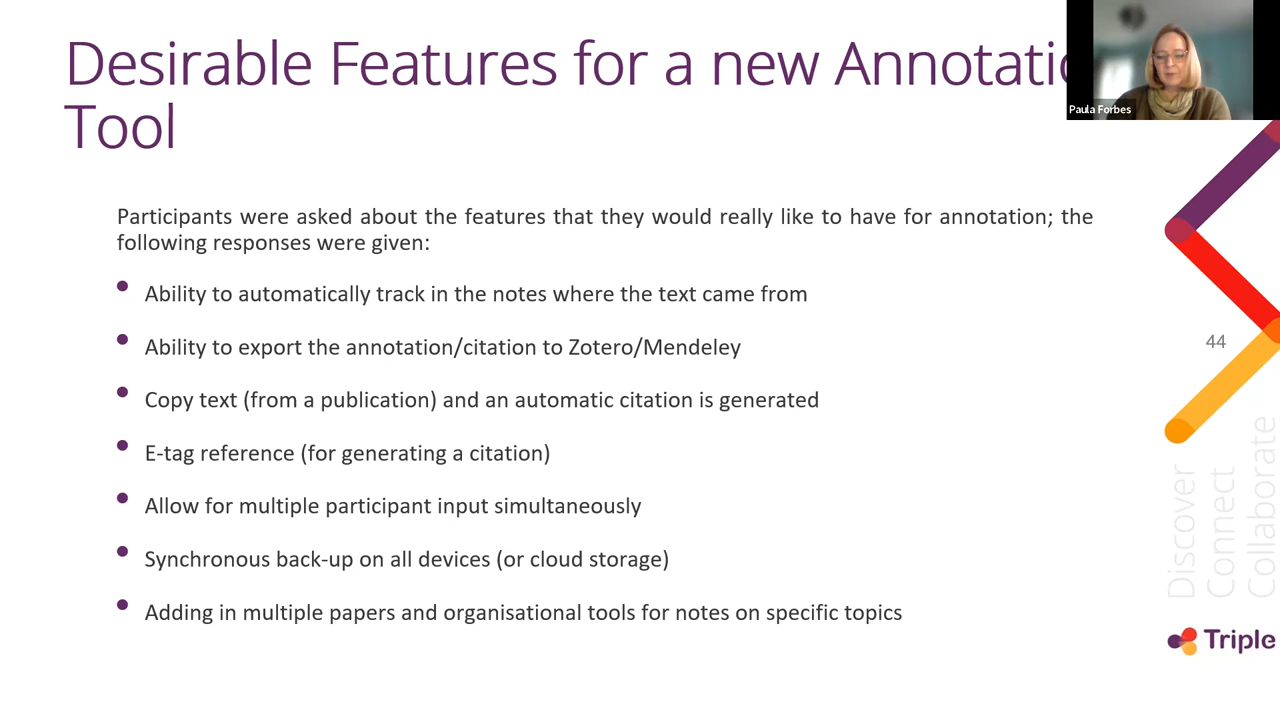 Desirable Features for a new Annotatio
Tool
Paula Forbes
Participants were asked about the features that they would really like to have for annotation; the
following responses were given:
Ability to automatically track in the notes where the text came from
Ability to export the annotation/citation to Zotero/Mendeley
44
Copy text (from a publication) and an automatic citation is generated
E-tag reference (for generating a citation)
Allow for multiple participant input simultaneously
Synchronous back-up on all devices (or cloud storage)
Adding in multiple papers and organisational tools for notes on specific topics
Discover
Connect
Collaborate
Triple